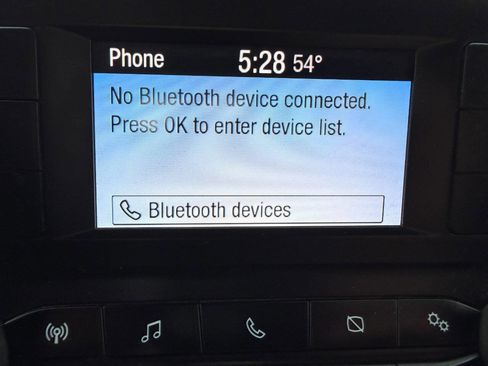 Phone 5:28 54°
No Bluetooth device connected.
Press OK to enter device list.
Bluetooth devices